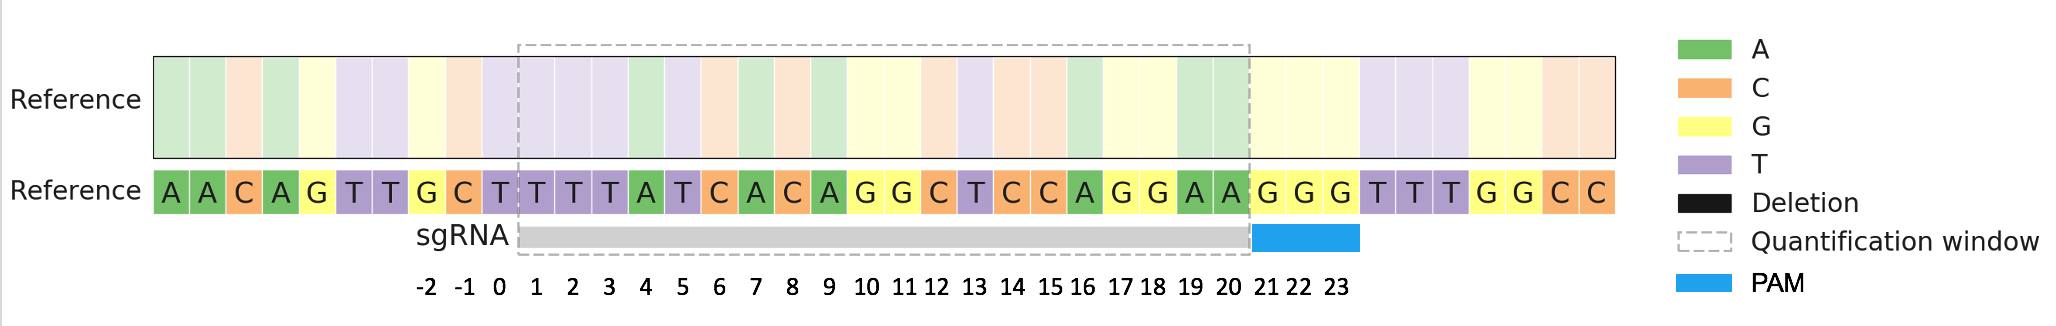 Reference
Reference A A C A G T T G C T T T T A T C A C A G G C T C C A G G A A G G G T T T G G C C
sgRNA
-2 -1 0 1 2 3 4 5 6 7 8 9 10 11 12 13 14 15 16 17 18 19 20 21 22 23
A
C
G
T
Deletion
Quantification window
PAM